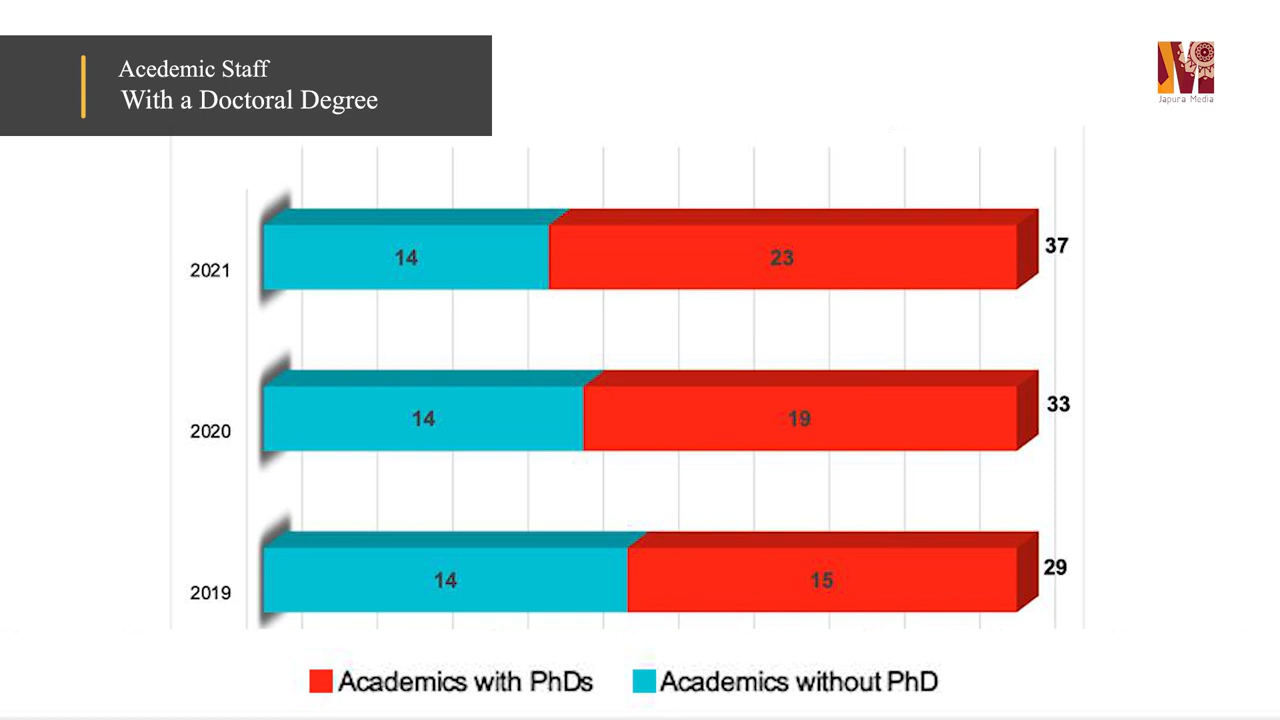 Acedemic Staff
With a Doctoral Degree
Japura Media
2021 14 23 37
2020 14 19 33
2019 14 15 29
Academics with PhDs Academics without PhD